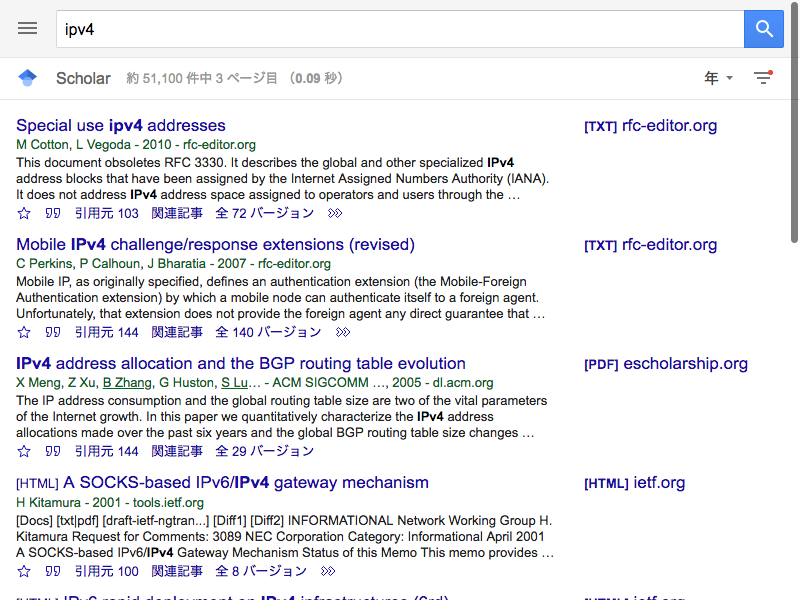 ipv4
Scholar 約 51,100 件中 3 ページ目 （0.09 秒） 年
Special use ipv4 addresses
[TXT] rfc-editor.org
M Cotton, L Vegoda - 2010 - rfc-editor.org
This document obsoletes RFC 3330. It describes the global and other specialized IPv4
address blocks that have been assigned by the Internet Assigned Numbers Authority (IANA).
It does not address IPv4 address space assigned to operators and users through the …
引用元 103 関連記事 全 72 バージョン
Mobile IPv4 challenge/response extensions (revised)
[TXT] rfc-editor.org
C Perkins, P Calhoun, J Bharatia - 2007 - rfc-editor.org
Mobile IP, as originally specified, defines an authentication extension (the Mobile-Foreign
Authentication extension) by which a mobile node can authenticate itself to a foreign agent.
Unfortunately, that extension does not provide the foreign agent any direct guarantee that …
引用元 144 関連記事 全 140 バージョン
IPv4 address allocation and the BGP routing table evolution
[PDF] escholarship.org
X Meng, Z Xu, B Zhang, G Huston, S Lu… - ACM SIGCOMM …, 2005 - dl.acm.org
The IP address consumption and the global routing table size are two of the vital parameters
of the Internet growth. In this paper we quantitatively characterize the IPv4 address
allocations made over the past six years and the global BGP routing table size changes …
引用元 144 関連記事 全 29 バージョン
[HTML] A SOCKS-based IPv6/IPv4 gateway mechanism
[HTML] ietf.org
H Kitamura - 2001 - tools.ietf.org
[Docs] [txt|pdf] [draft-ietf-ngtran...] [Diff1] [Diff2] INFORMATIONAL Network Working Group H.
Kitamura Request for Comments: 3089 NEC Corporation Category: Informational April 2001
A SOCKS-based IPv6/IPv4 Gateway Mechanism Status of this Memo This memo provides …
引用元 100 関連記事 全 8 バージョン
[HTML] IPv6 rapid deployment on IPv4 infrastructures (6rd)
[HTML] ietf.org